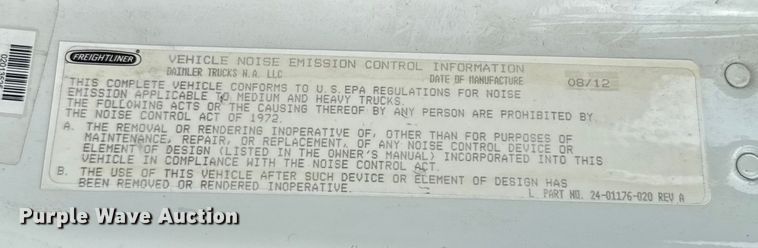 FREIGHTLINER
VEHICLE NOISE EMISSION CONTROL INFORMATION
DAIMLER TRUCKS N.A. LLC DATE OF MANUFACTURE 08/12
THIS COMPLETE VEHICLE CONFORMS TO U.S.EPA REGULATIONS FOR NOISE
EMISSION APPLICABLE TO MEDIUM AND HEAVY TRUCKS.
THE FOLLOWING ACTS OR THE CAUSING THEREOF BY ANY PERSON ARE PROHIBITED BY
THE NOISE CONTROL ACT OF 1972.
A. THE REMOVAL OR RENDERING INOPERATIVE OF, OTHER THAN FOR PURPOSES OF
MAINTENANCE, REPAIR, OR REPLACEMENT, OF ANY NOISE CONTROL DEVICE OR
ELEMENT OF DESIGN (LISTED IN THE OWNER'S MANUAL) INCORPORATED INTO THIS
VEHICLE IN COMPLIANCE WITH THE NOISE CONTROL ACT.
B. THE USE OF THIS VEHICLE AFTER SUCH DEVICE OR ELEMENT OF DESIGN HAS
BEEN REMOVED OR RENDERED INOPERATIVE.
L PART NO. 24-01176-020 REV A
Purple Wave Auction